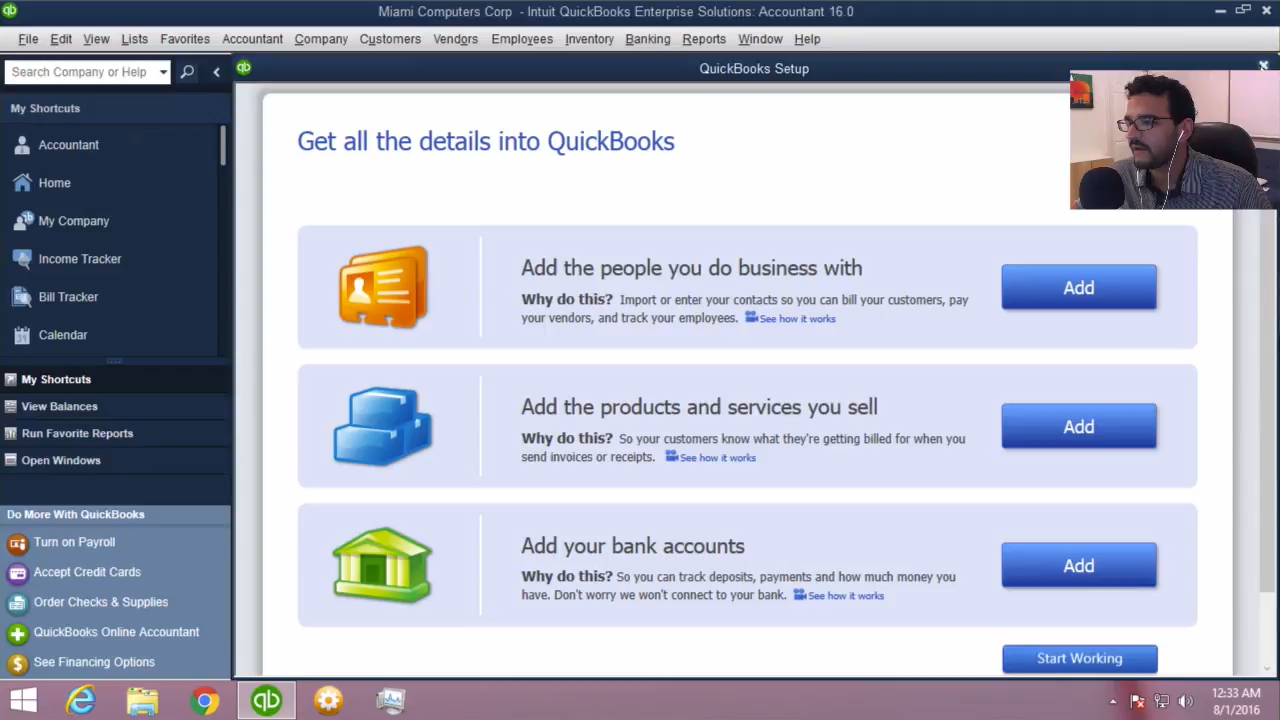 Miami Computers Corp - Intuit QuickBooks Enterprise Solutions: Accountant 16.0
File Edit View Lists Favorites Accountant Company Customers Vendors Employees Inventory Banking Reports Window Help
Search Company or Help
QuickBooks Setup
My Shortcuts
Accountant
Home
My Company
Income Tracker
Bill Tracker
Calendar
My Shortcuts
View Balances
Run Favorite Reports
Open Windows
Do More With QuickBooks
Turn on Payroll
Accept Credit Cards
Order Checks & Supplies
QuickBooks Online Accountant
See Financing Options
Get all the details into QuickBooks
Add the people you do business with
Why do this? Import or enter your contacts so you can bill your customers, pay
your vendors, and track your employees. See how it works
Add
Add the products and services you sell
Why do this? So your customers know what they're getting billed for when you
send invoices or receipts. See how it works
Add
Add your bank accounts
Why do this? So you can track deposits, payments and how much money you
have. Don't worry we won't connect to your bank. See how it works
Add
Start Working
12:33 AM
8/1/2016